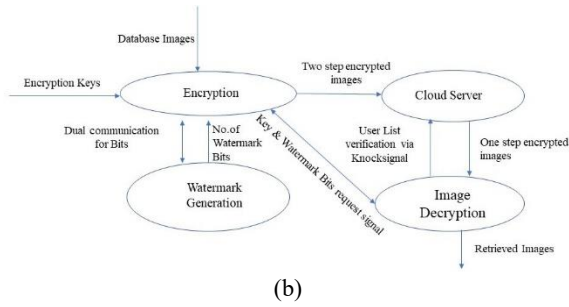 Database Images
Two step encrypted
images
Encryption Keys
Encryption
Cloud Server
Dual communication
for Bits
No.of
Watermark
Bits
Key & Watermark Bits request signal
User List
verification via
Knocksignal
One step encrypted
images
Watermark
Generation
Image
Decryption
Retrieved Images
(b)